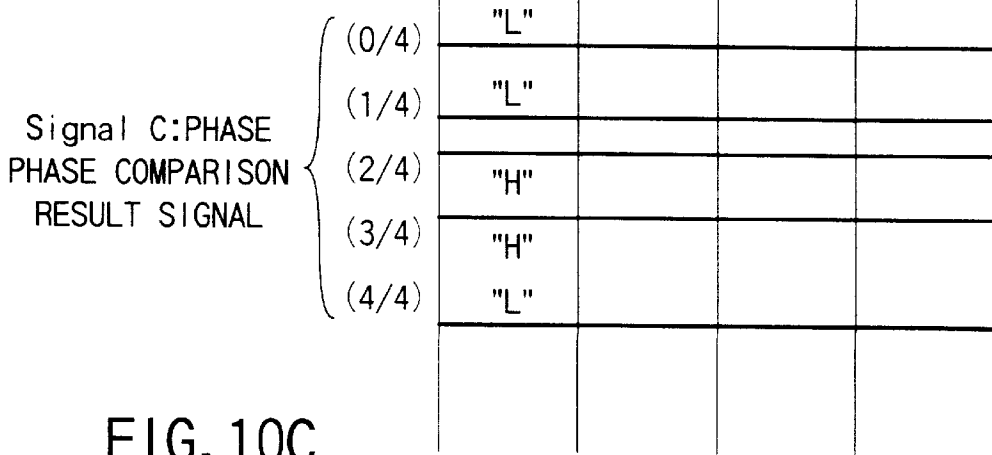 Signal C:PHASE
PHASE COMPARISON
RESULT SIGNAL
(0/4) "L"
(1/4) "L"
(2/4) "H"
(3/4) "H"
(4/4) "L"
FIG. 10C